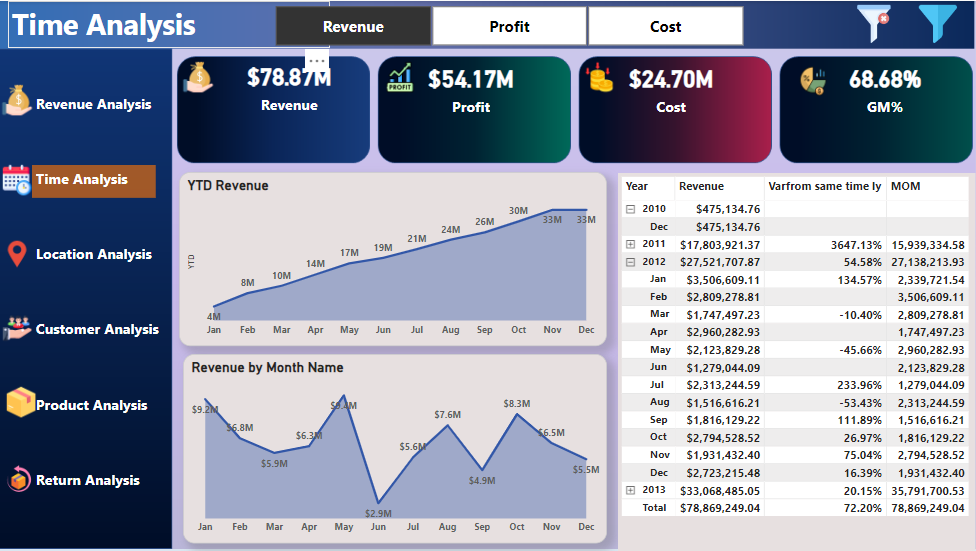 Time Analysis
Revenue
Profit
Cost
Revenue Analysis
Time Analysis
Location Analysis
Customer Analysis
Product Analysis
Return Analysis
$78.87M
Revenue
PROFIT
$54.17M
Profit
$24.70M
Cost
68.68%
GM%
YTD Revenue
YTD
4M 8M 10M 14M 17M 19M 21M 24M 26M 30M 33M 33M
Jan Feb Mar Apr May Jun Jul Aug Sep Oct Nov Dec
Revenue by Month Name
$9.2M $6.8M $5.9M $6.3M $9.4M $2.9M $5.6M $7.6M $4.9M $8.3M $6.5M $5.5M
Jan Feb Mar Apr May Jun Jul Aug Sep Oct Nov Dec
Year Revenue Varfrom same time ly MOM
2010 $475,134.76
Dec $475,134.76
2011 $17,803,921.37 3647.13% 15,939,334.58
2012 $27,521,707.87 54.58% 27,138,213.93
Jan $3,506,609.11 134.57% 2,339,721.54
Feb $2,809,278.81 3,506,609.11
Mar $1,747,497.23 -10.40% 2,809,278.81
Apr $2,960,282.93 1,747,497.23
May $2,123,829.28 -45.66% 2,960,282.93
Jun $1,279,044.09 2,123,829.28
Jul $2,313,244.59 233.96% 1,279,044.09
Aug $1,516,616.21 -53.43% 2,313,244.59
Sep $1,816,129.22 111.89% 1,516,616.21
Oct $2,794,528.52 26.97% 1,816,129.22
Nov $1,931,432.40 75.04% 2,794,528.52
Dec $2,723,215.48 16.39% 1,931,432.40
2013 $33,068,485.05 20.15% 35,791,700.53
Total $78,869,249.04 72.20% 78,869,249.04